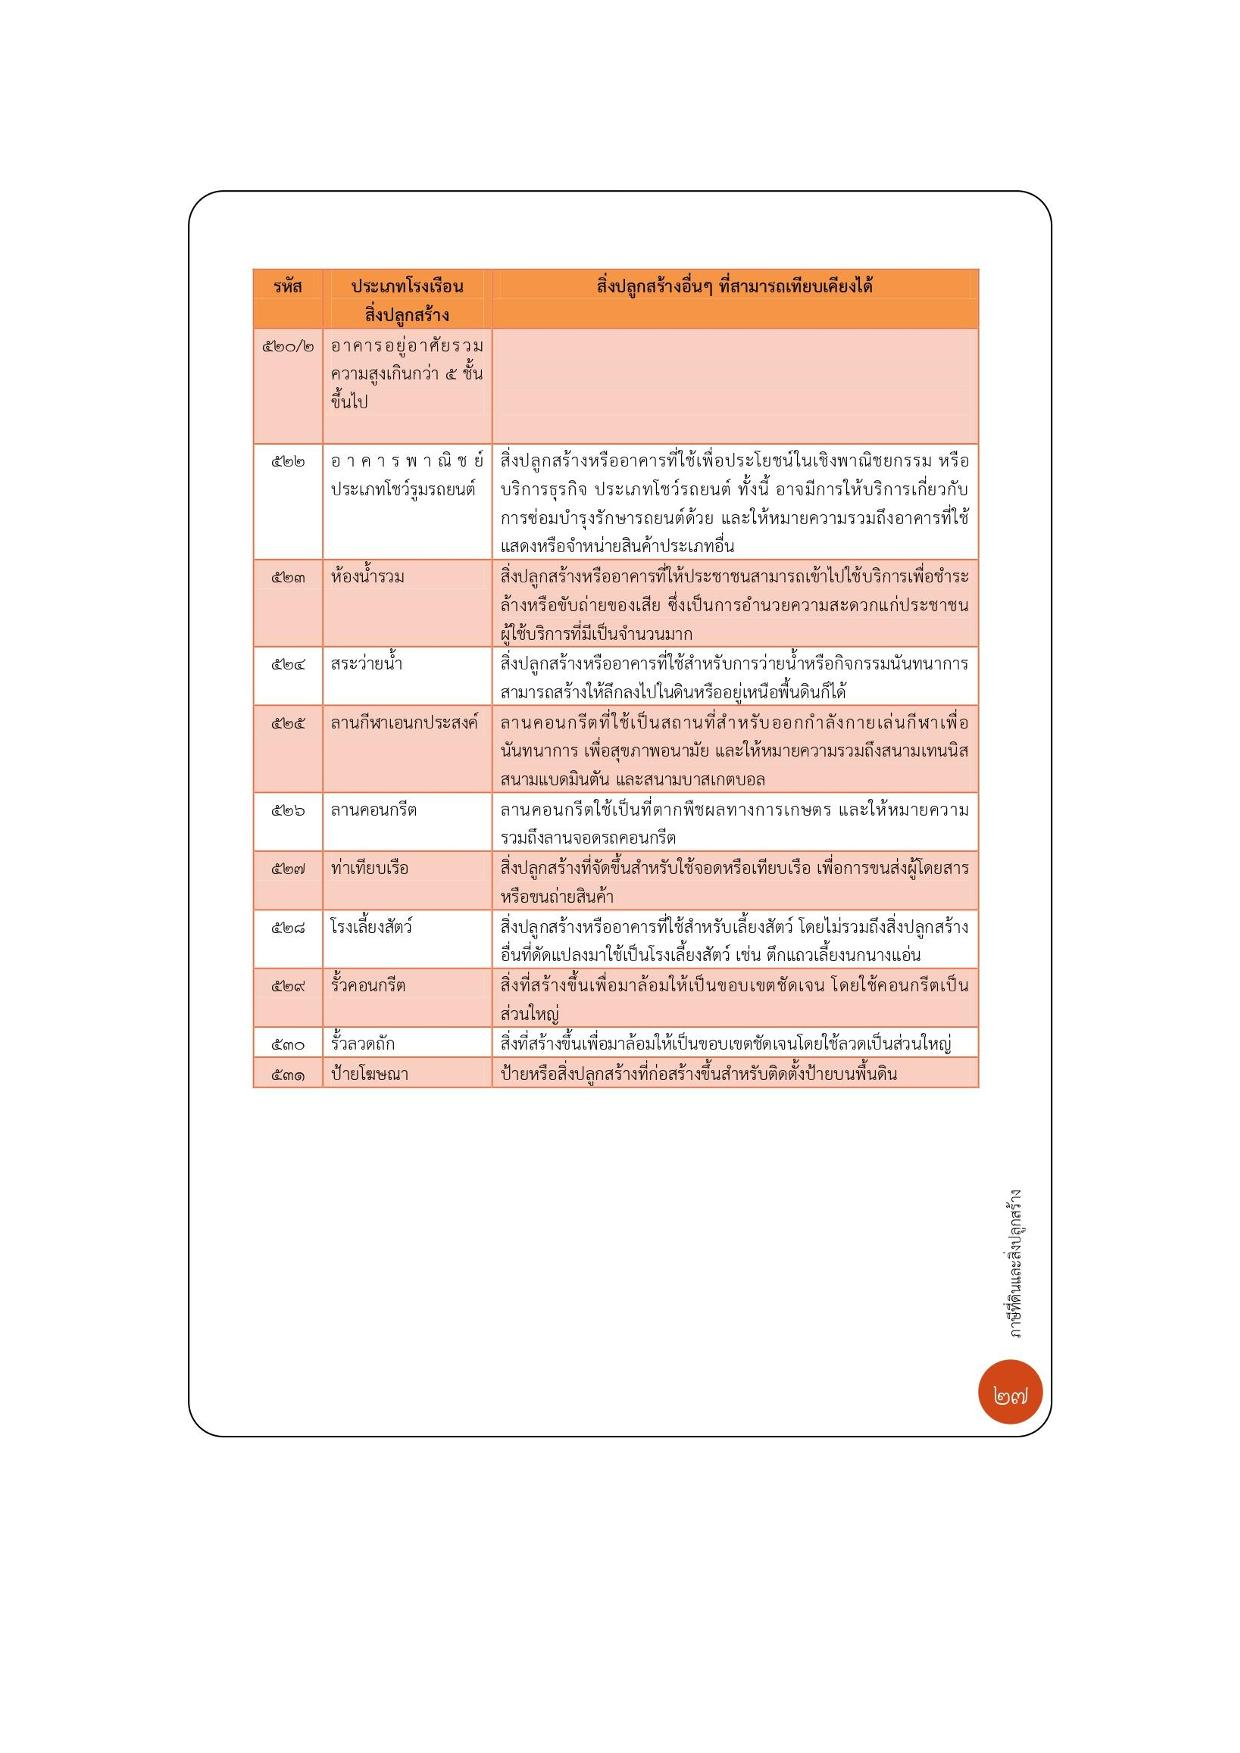 รหัส ประเภทโรงเรือน สิ่งปลูกสร้างอื่นๆ ที่สามารถเทียบเคียงได้
สิ่งปลูกสร้าง
๕๒๐/๒ อาคารอยู่อาศัยรวม
ความสูงเกินกว่า ๕ ชั้น
ขึ้นไป
๕๒๒ อาคารพาณิชย์ สิ่งปลูกสร้างหรืออาคารที่ใช้เพื่อประโยชน์ในเชิงพาณิชยกรรม หรือ
ประเภทโชว์รูมรถยนต์ บริการธุรกิจ ประเภทโชว์รถยนต์ ทั้งนี้ อาจมีการให้บริการเกี่ยวกับ
การซ่อมบำรุงรักษารถยนต์ด้วย และให้หมายความรวมถึงอาคารที่ใช้
แสดงหรือจำหน่ายสินค้าประเภทอื่น
๕๒๓ ห้องน้ำรวม สิ่งปลูกสร้างหรืออาคารที่ให้ประชาชนสามารถเข้าไปใช้บริการเพื่อชำระ
ล้างหรือขับถ่ายของเสีย ซึ่งเป็นการอำนวยความสะดวกแก่ประชาชน
ผู้ใช้บริการที่มีเป็นจำนวนมาก
๕๒๔ สระว่ายน้ำ สิ่งปลูกสร้างหรืออาคารที่ใช้สำหรับการว่ายน้ำหรือกิจกรรมนันทนาการ
สามารถสร้างให้ลึกลงไปในดินหรืออยู่เหนือพื้นดินก็ได้
๕๒๕ ลานกีฬาเอนกประสงค์ ลานคอนกรีตที่ใช้เป็นสถานที่สำหรับออกกำลังกายเล่นกีฬาเพื่อ
นันทนาการ เพื่อสุขภาพอนามัย และให้หมายความรวมถึงสนามเทนนิส
สนามแบดมินตัน และสนามบาสเกตบอล
๕๒๖ ลานคอนกรีต ลานคอนกรีตใช้เป็นที่ตากพืชผลทางการเกษตร และให้หมายความ
รวมถึงลานจอดรถคอนกรีต
๕๒๗ ท่าเทียบเรือ สิ่งปลูกสร้างที่จัดขึ้นสำหรับใช้จอดหรือเทียบเรือ เพื่อการขนส่งผู้โดยสาร
หรือขนถ่ายสินค้า
๕๒๘ โรงเลี้ยงสัตว์ สิ่งปลูกสร้างหรืออาคารที่ใช้สำหรับเลี้ยงสัตว์ โดยไม่รวมถึงสิ่งปลูกสร้าง
อื่นที่ดัดแปลงมาใช้เป็นโรงเลี้ยงสัตว์ เช่น ตึกแถวเลี้ยงนกนางแอ่น
๕๒๙ รั้วคอนกรีต สิ่งที่สร้างขึ้นเพื่อมาล้อมให้เป็นขอบเขตชัดเจน โดยใช้คอนกรีตเป็น
ส่วนใหญ่
๕๓๐ รั้วลวดถัก สิ่งที่สร้างขึ้นเพื่อมาล้อมให้เป็นขอบเขตชัดเจนโดยใช้ลวดเป็นส่วนใหญ่
๕๓๑ ป้ายโฆษณา ป้ายหรือสิ่งปลูกสร้างที่ก่อสร้างขึ้นสำหรับติดตั้งป้ายบนพื้นดิน
ภาษีที่ดินและสิ่งปลูกสร้าง
๒๗